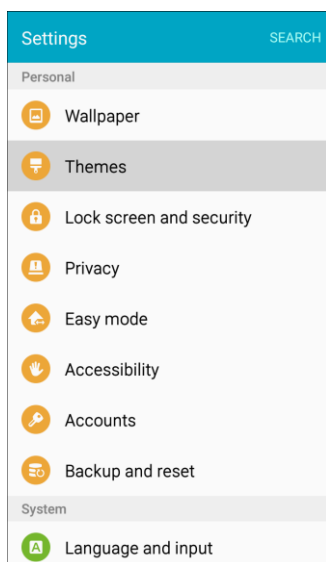 Settings SEARCH
Personal
Wallpaper
Themes
Lock screen and security
Privacy
Easy mode
Accessibility
Accounts
Backup and reset
System
A Language and input